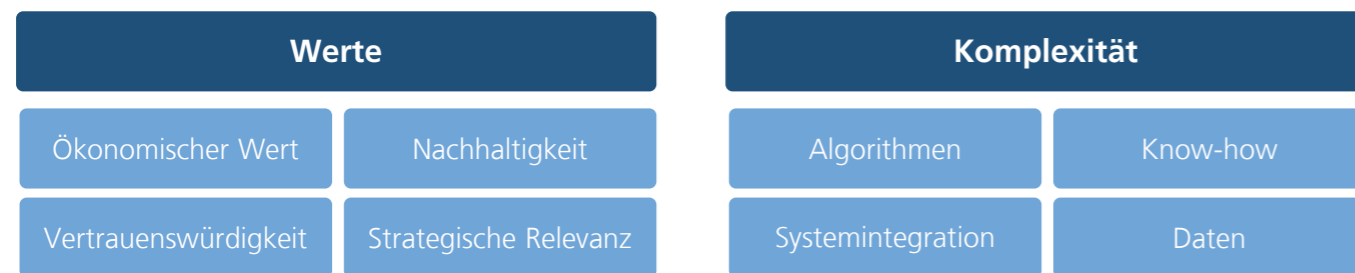 Werte
Ökonomischer Wert
Nachhaltigkeit
Vertrauenswürdigkeit
Strategische Relevanz
Komplexität
Algorithmen
Know-how
Systemintegration
Daten